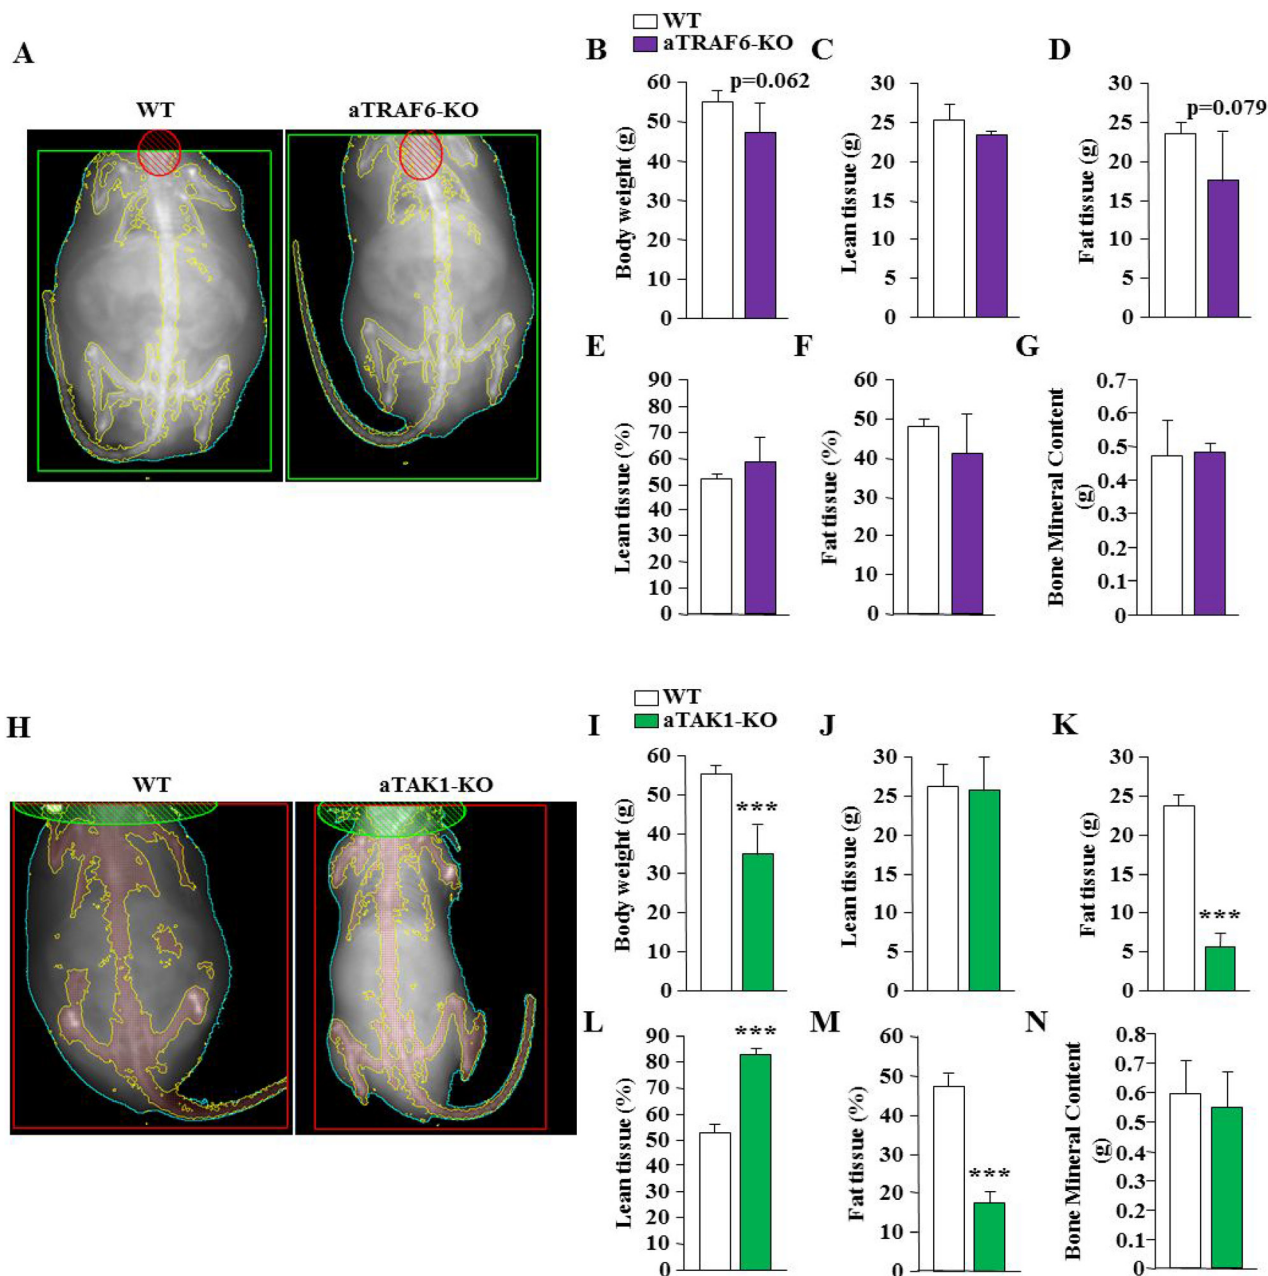 A
WT
aTRAF6-KO
WT
aTRAF6-KO
B
Body weight (g)
60
50
40
30
20
10
0
p=0.062
C
Lean tissue (g)
30
25
20
15
10
5
0
D
Fat tissue (g)
30
25
20
15
10
5
0
p=0.079
E
Lean tissue (%)
90
80
70
60
50
40
30
20
10
0
F
Fat tissue (%)
60
50
40
30
20
10
0
G
Bone Mineral Content
(g)
0.7
0.6
0.5
0.4
0.3
0.2
0.1
0
H
WT
aTAK1-KO
WT
aTAK1-KO
I
Body weight (g)
60
50
40
30
20
10
0
***
J
Lean tissue (g)
30
25
20
15
10
5
0
K
Fat tissue (g)
30
25
20
15
10
5
0
***
L
Lean tissue (%)
90
80
70
60
50
40
30
20
10
0
***
M
Fat tissue (%)
60
50
40
30
20
10
0
***
N
Bone Mineral Content
(g)
0.8
0.7
0.6
0.5
0.4
0.3
0.2
0.1
0